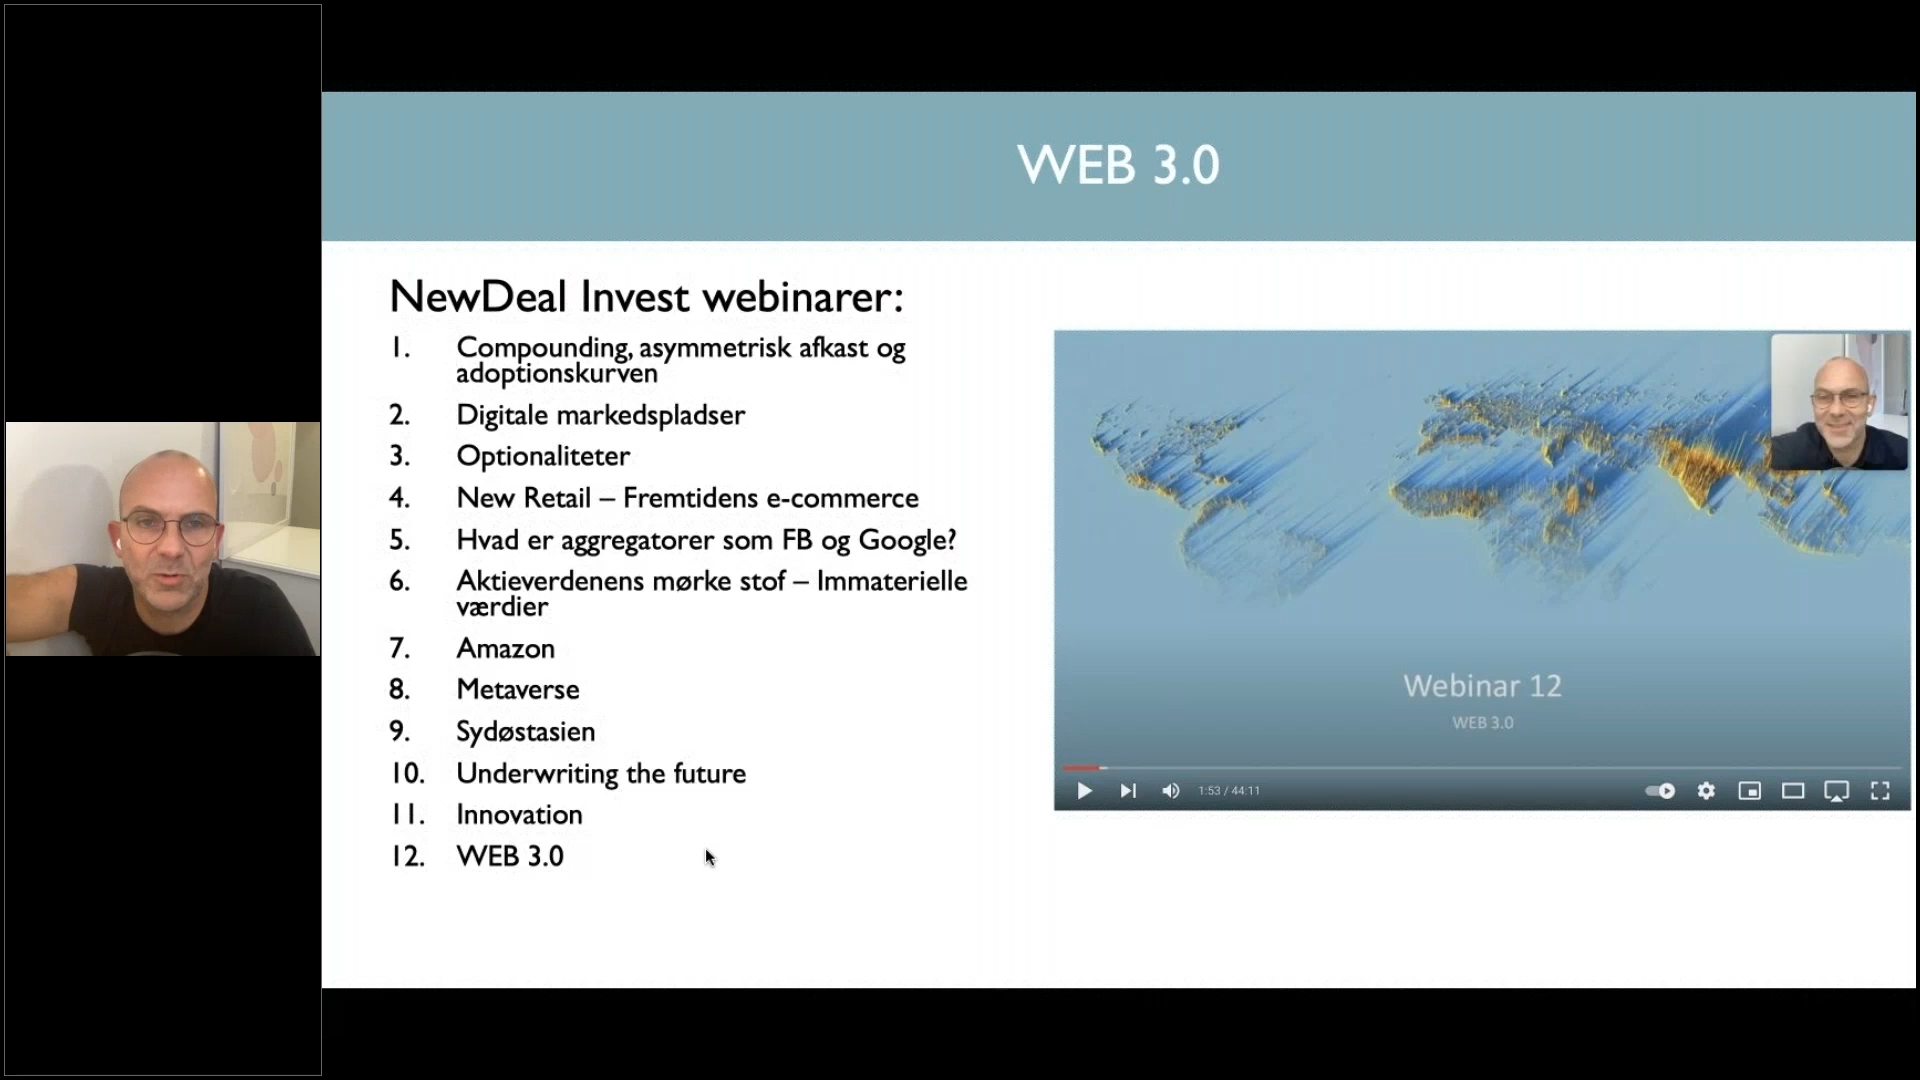 WEB 3.0
NewDeal Invest webinarer:
1. Compounding, asymmetrisk afkast og
adoptionskurven
2. Digitale markedspladser
3. Optionaliteter
4. New Retail – Fremtidens e-commerce
5. Hvad er aggregatorer som FB og Google?
6. Aktieverdenens mørke stof – Immaterielle
værdier
7. Amazon
8. Metaverse
9. Sydøstasien
10. Underwriting the future
11. Innovation
12. WEB 3.0
Webinar 12
WEB 3.0
1:53 / 44:11